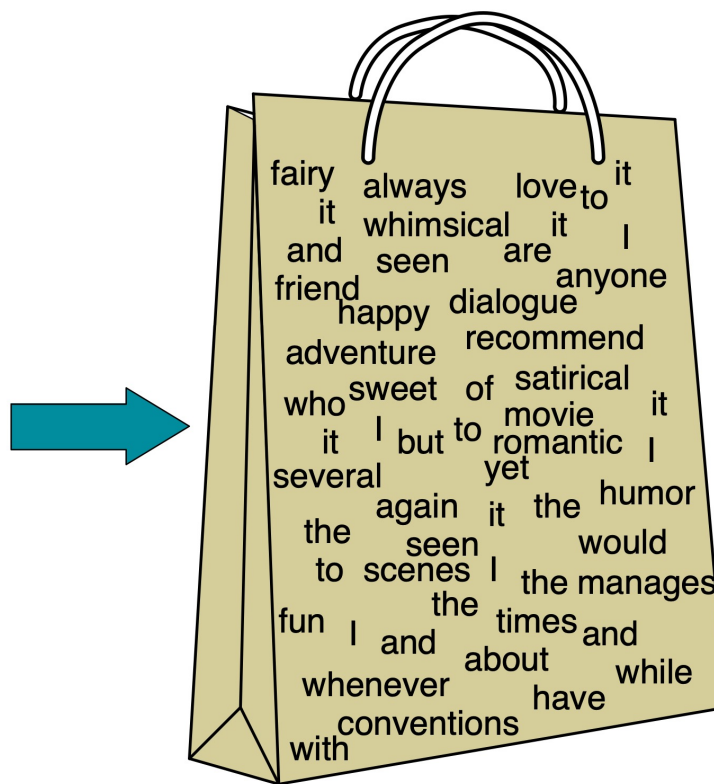 fairy always love to it
it whimsical it I
and seen are anyone
friend happy dialogue
adventure recommend
who sweet of satirical
it I but to romantic movie it
several yet I
again it the humor
the seen would
to scenes I the manages
fun I and the times and
whenever about have while
conventions
with